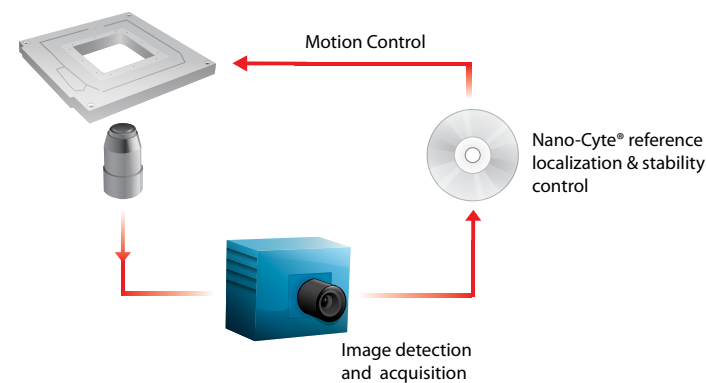 Motion Control
Nano-Cyte® reference
localization & stability
control
Image detection
and acquisition